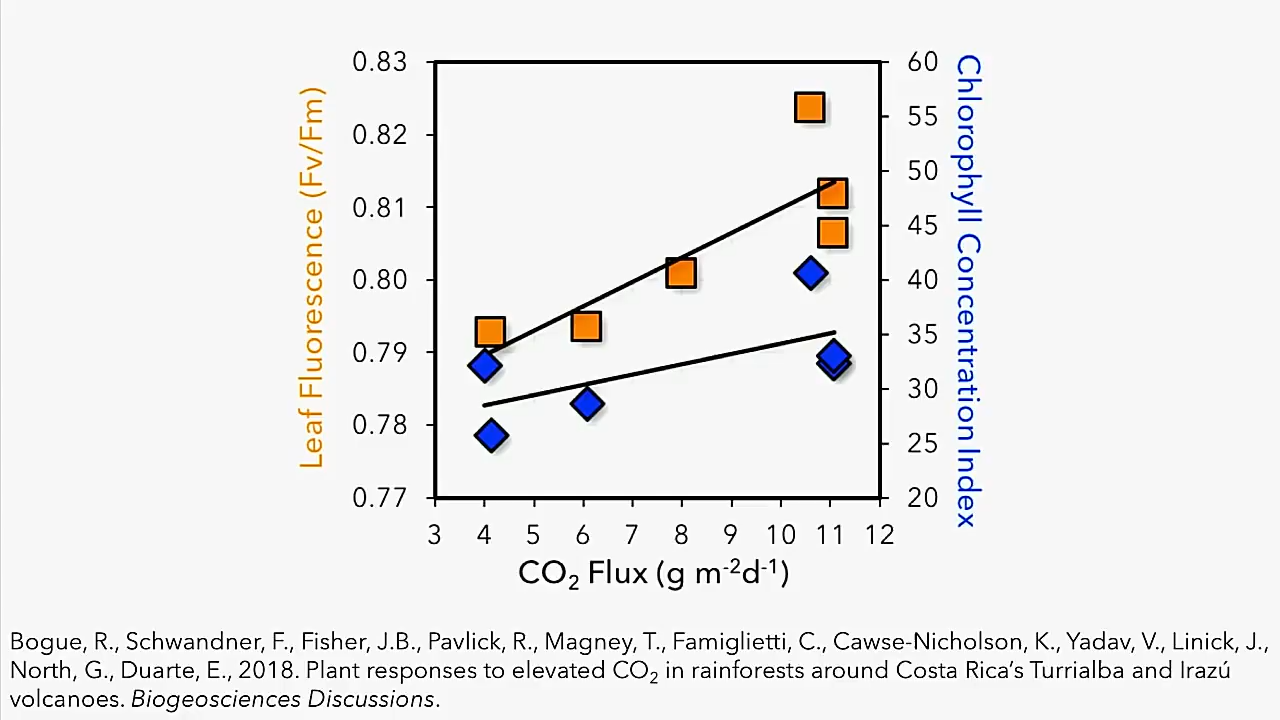 0.83
0.82
0.81
0.80
0.79
0.78
0.77
Leaf Fluorescence (Fv/Fm)
60
55
50
45
40
35
30
25
20
Chlorophyll Concentration Index
3 4 5 6 7 8 9 10 11 12
CO₂ Flux (g m⁻²d⁻¹)
Bogue, R., Schwandner, F., Fisher, J.B., Pavlick, R., Magney, T., Famiglietti, C., Cawse-Nicholson, K., Yadav, V., Linick, J.,
North, G., Duarte, E., 2018. Plant responses to elevated CO₂ in rainforests around Costa Rica’s Turrialba and Irazú
volcanoes. Biogeosciences Discussions.